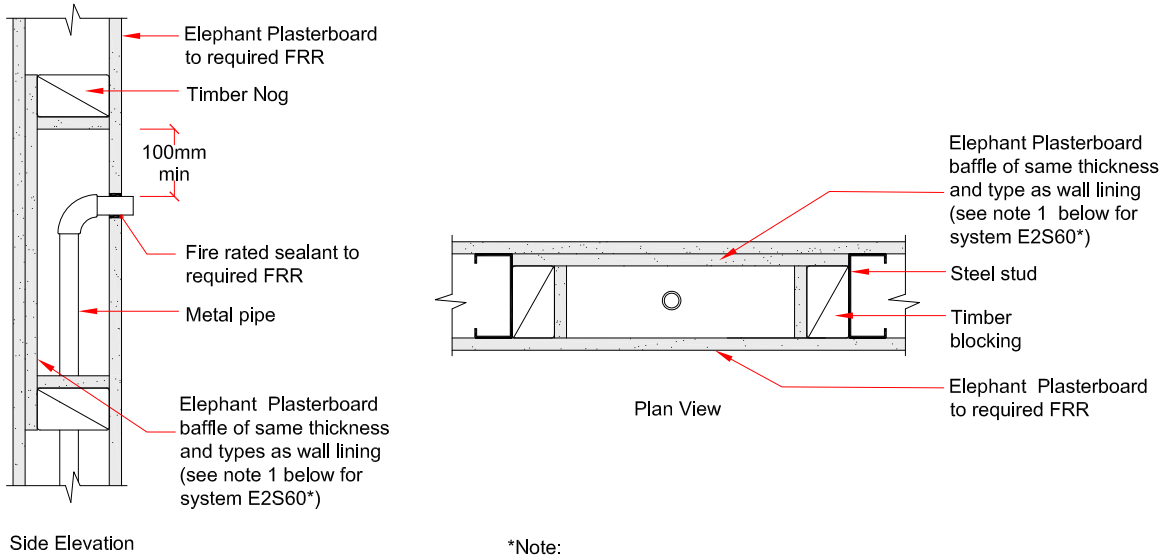 Elephant Plasterboard
to required FRR
Timber Nog
100mm
min
Fire rated sealant to
required FRR
Metal pipe
Elephant Plasterboard
baffle of same thickness
and types as wall lining
(see note 1 below for
system E2S60*)
Side Elevation
Elephant Plasterboard
baffle of same thickness
and type as wall lining
(see note 1 below for
system E2S60*)
Steel stud
Timber
blocking
Elephant Plasterboard
to required FRR
Plan View
*Note: